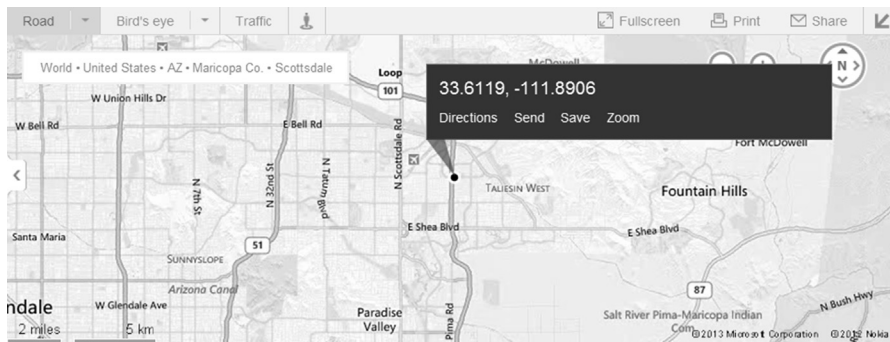 Road Bird's eye Traffic Fullscreen Print Share
World • United States • AZ • Maricopa Co. • Scottsdale
McDowell
Loop
101
N
33.6119, -111.8906
Directions Send Save Zoom
W Union Hills Dr
W Bell Rd
E Bell Rd
Fort McDowell
N 7th St
N 32nd St
N Tatum Blvd
N Scottsdale Rd
TALIESIN WEST
Fountain Hills
E Shea Blvd
E Shea Blvd
Santa Maria
51
SUNNYSLOPE
Arizona Canal
87
ndale
W Glendale Ave
Paradise
Valley
Pima Rd
Salt River Pima-Maricopa Indian
Com
N Bush Hwy
2 miles 5 km
©2013 Microsoft Corporation ©2012 Nokia